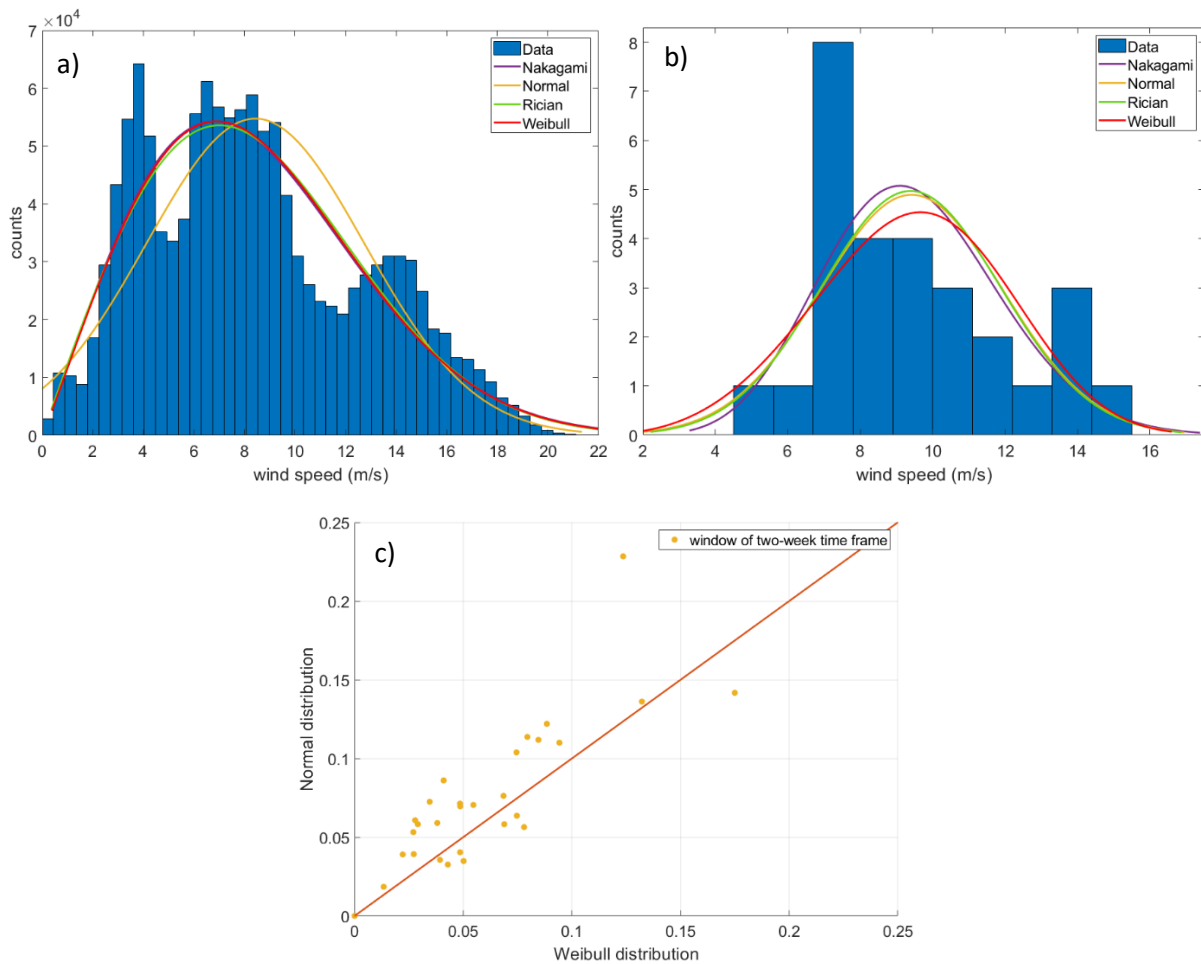 ×10⁴
a)
Data
Nakagami
Normal
Rician
Weibull
7
6
5
4
3
2
1
0
counts
0 2 4 6 8 10 12 14 16 18 20 22
wind speed (m/s)
b)
Data
Nakagami
Normal
Rician
Weibull
8
7
6
5
4
3
2
1
0
counts
2 4 6 8 10 12 14 16
wind speed (m/s)
c)
window of two-week time frame
0.25
0.2
0.15
0.1
0.05
0
Normal distribution
0 0.05 0.1 0.15 0.2 0.25
Weibull distribution